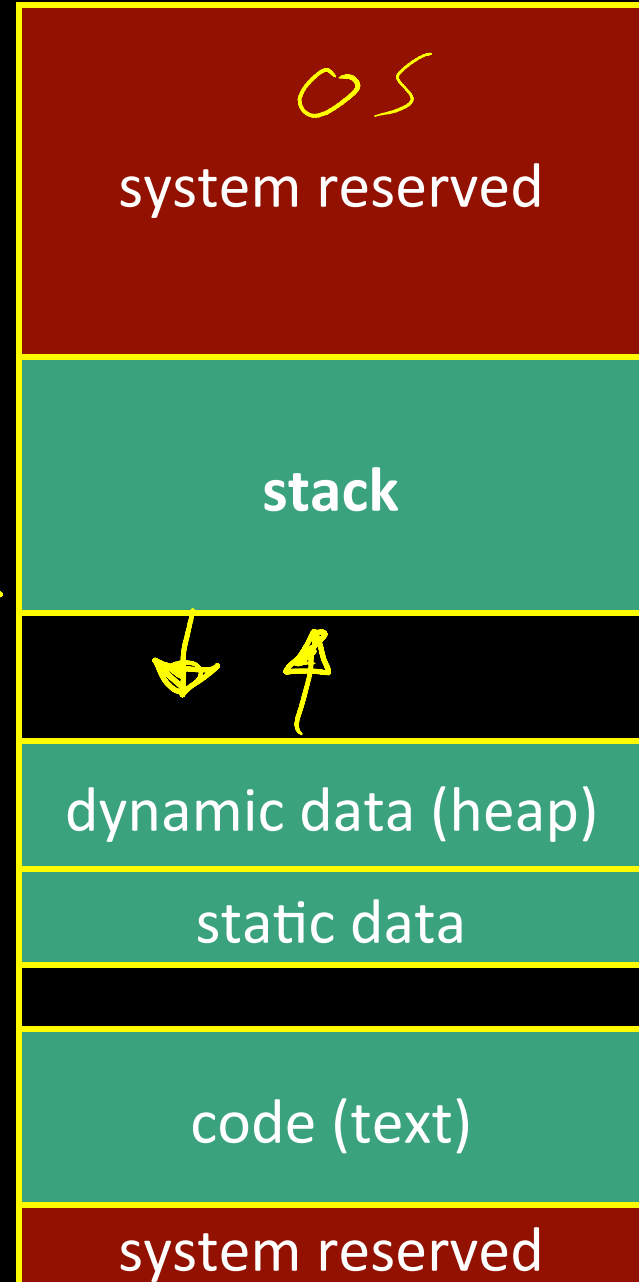 OS
system reserved
stack
dynamic data (heap)
static data
code (text)
system reserved